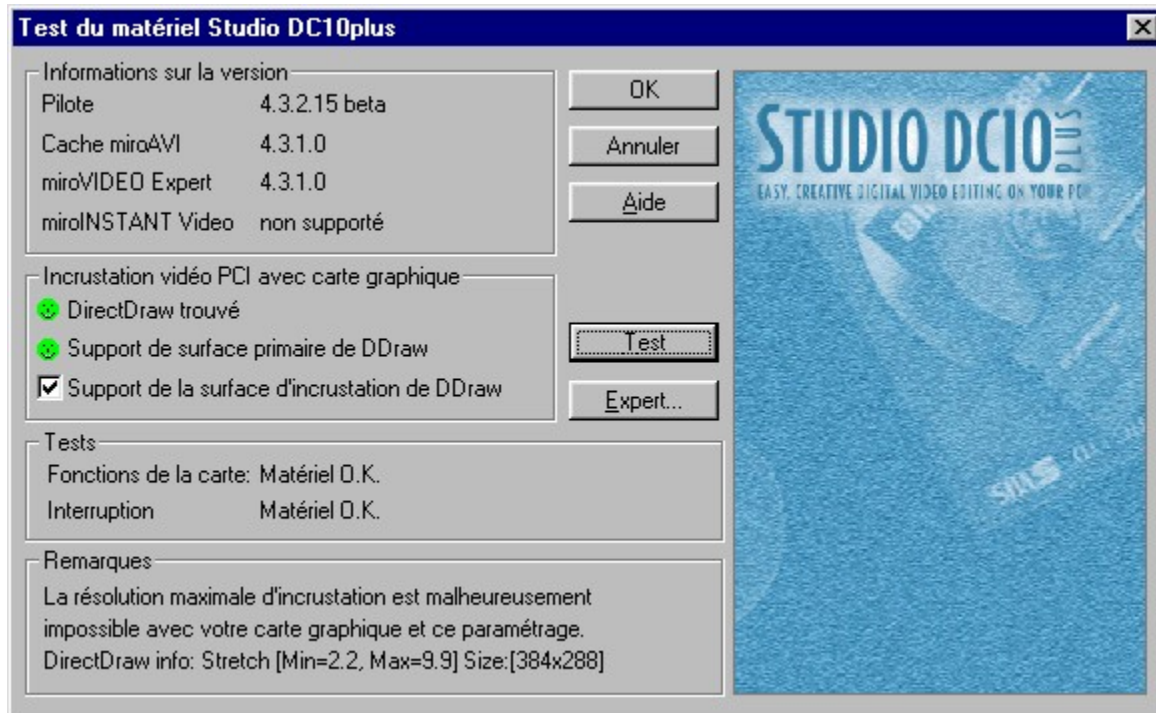 Test du matériel Studio DC10plus
Informations sur la version
Pilote 4.3.2.15 beta
Cache miroAVI 4.3.1.0
miroVIDEO Expert 4.3.1.0
miroINSTANT Video non supporté
Incrustation vidéo PCI avec carte graphique
DirectDraw trouvé
Support de surface primaire de DDraw
Support de la surface d'incrustation de DDraw
Tests
Fonctions de la carte: Matériel O.K.
Interruption Matériel O.K.
Remarques
La résolution maximale d'incrustation est malheureusement
impossible avec votre carte graphique et ce paramétrage.
DirectDraw info: Stretch [Min=2.2, Max=9.9] Size:[384x288]
OK
Annuler
Aide
Test
Expert...
STUDIO DC10 PLUS
EASY, CREATIVE DIGITAL VIDEO EDITING ON YOUR PC